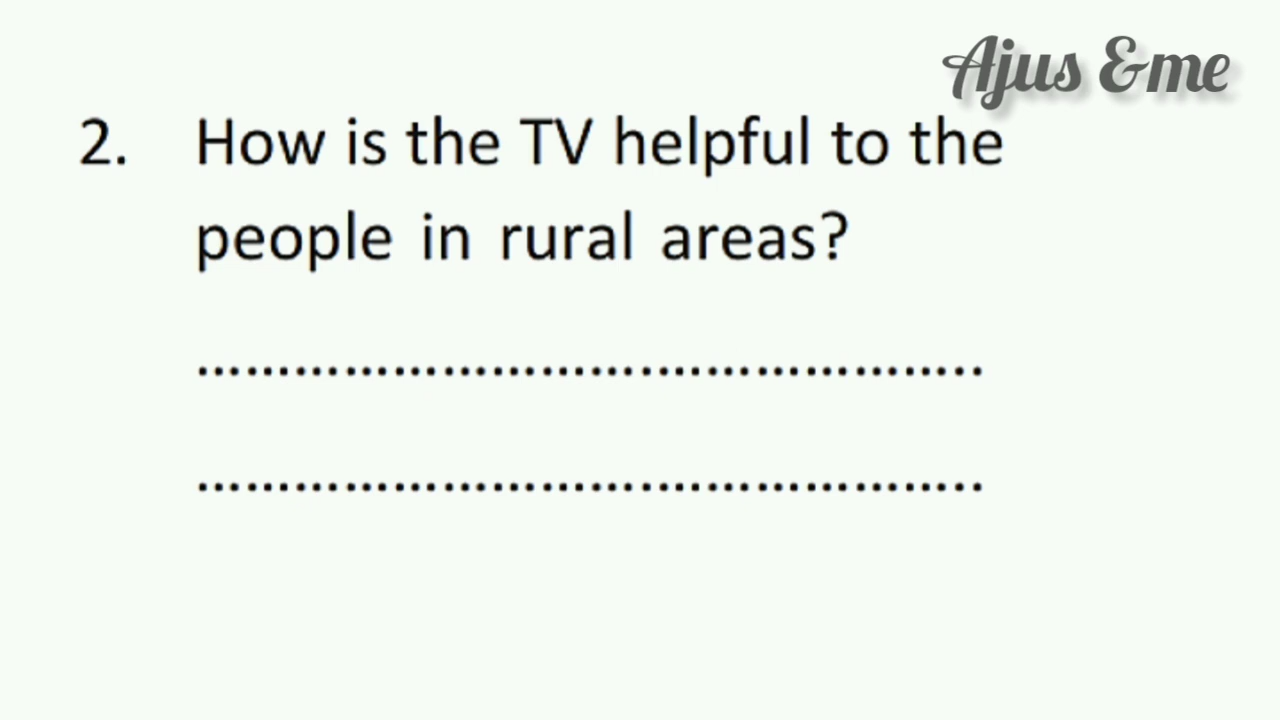 Ajus &me
2. How is the TV helpful to the
people in rural areas?
................................................
................................................